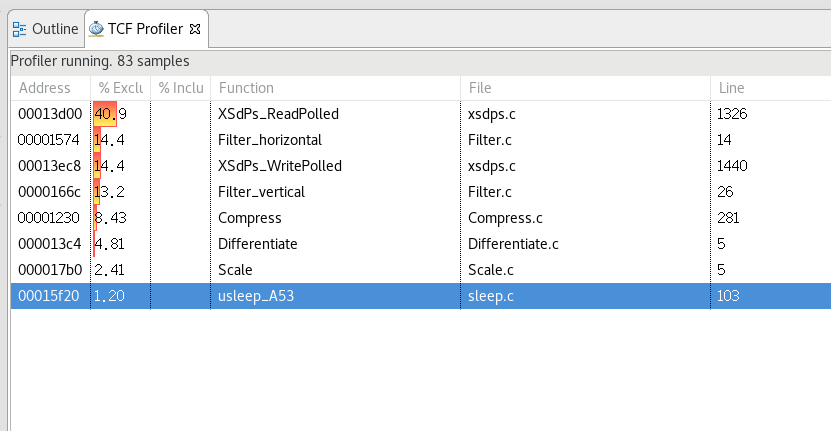 Outline TCF Profiler
Profiler running. 83 samples
Address % Exclu % Inclu Function File Line
00013d00 40.9 XSdPs_ReadPolled xsdps.c 1326
00001574 14.4 Filter_horizontal Filter.c 14
00013ec8 14.4 XSdPs_WritePolled xsdps.c 1440
0000166c 13.2 Filter_vertical Filter.c 26
00001230 8.43 Compress Compress.c 281
000013c4 4.81 Differentiate Differentiate.c 5
000017b0 2.41 Scale Scale.c 5
00015f20 1.20 usleep_A53 sleep.c 103